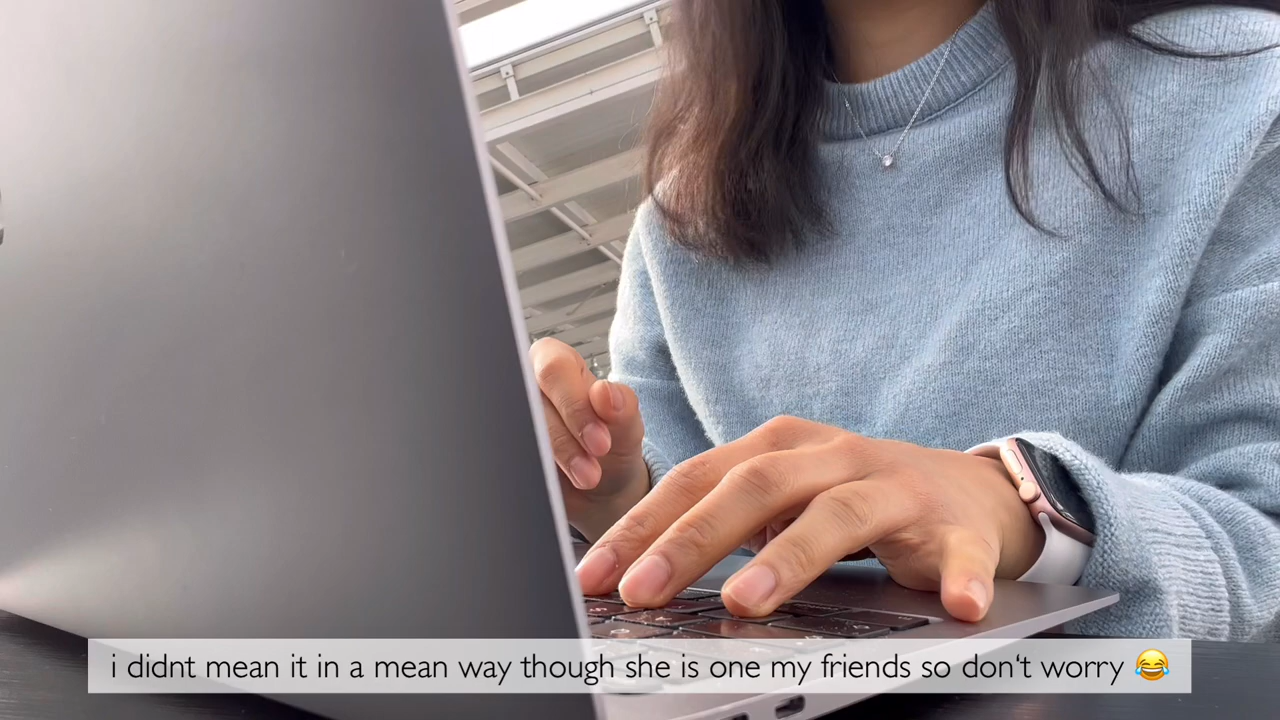 i didnt mean it in a mean way though she is one my friends so don't worry 😂